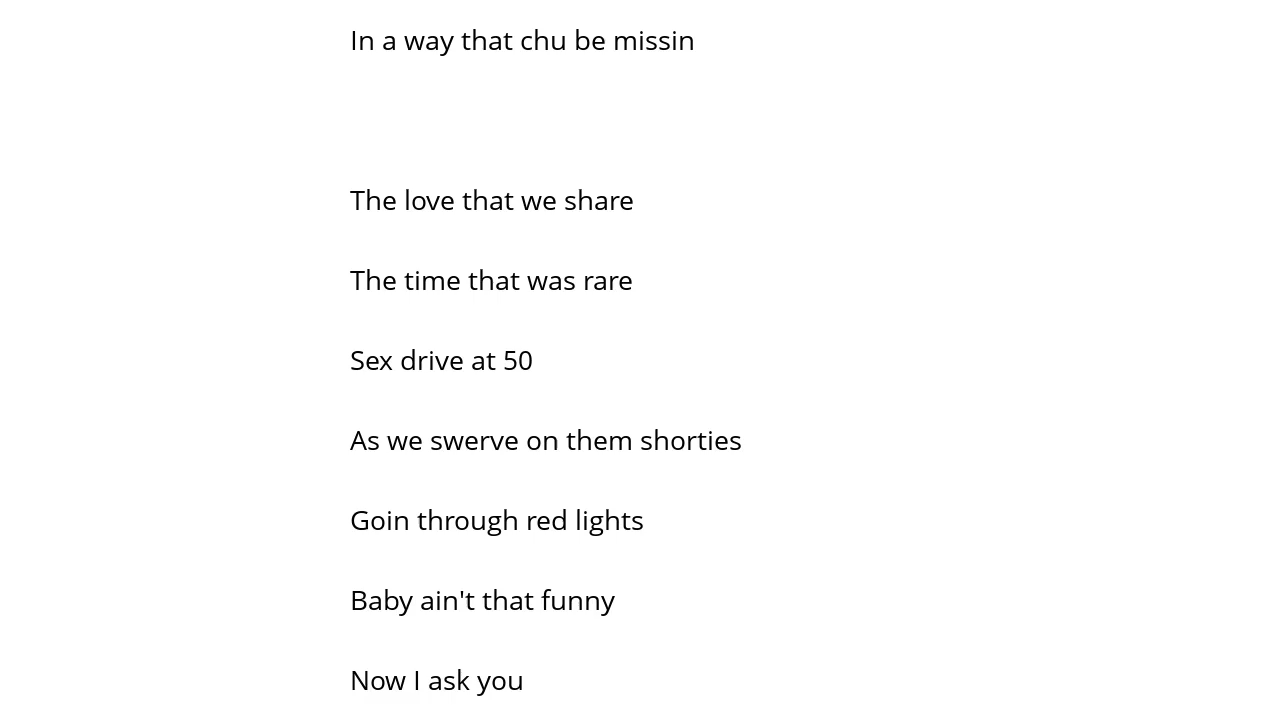 In a way that chu be missin
The love that we share
The time that was rare
Sex drive at 50
As we swerve on them shorties
Goin through red lights
Baby ain't that funny
Now I ask you